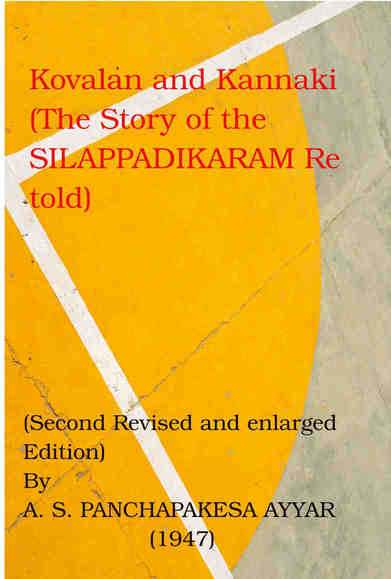 Kovalan and Kannaki
(The Story of the
SILAPPADIKARAM Re
told)
(Second Revised and enlarged
Edition)
By
A. S. PANCHAPAKESA AYYAR
(1947)